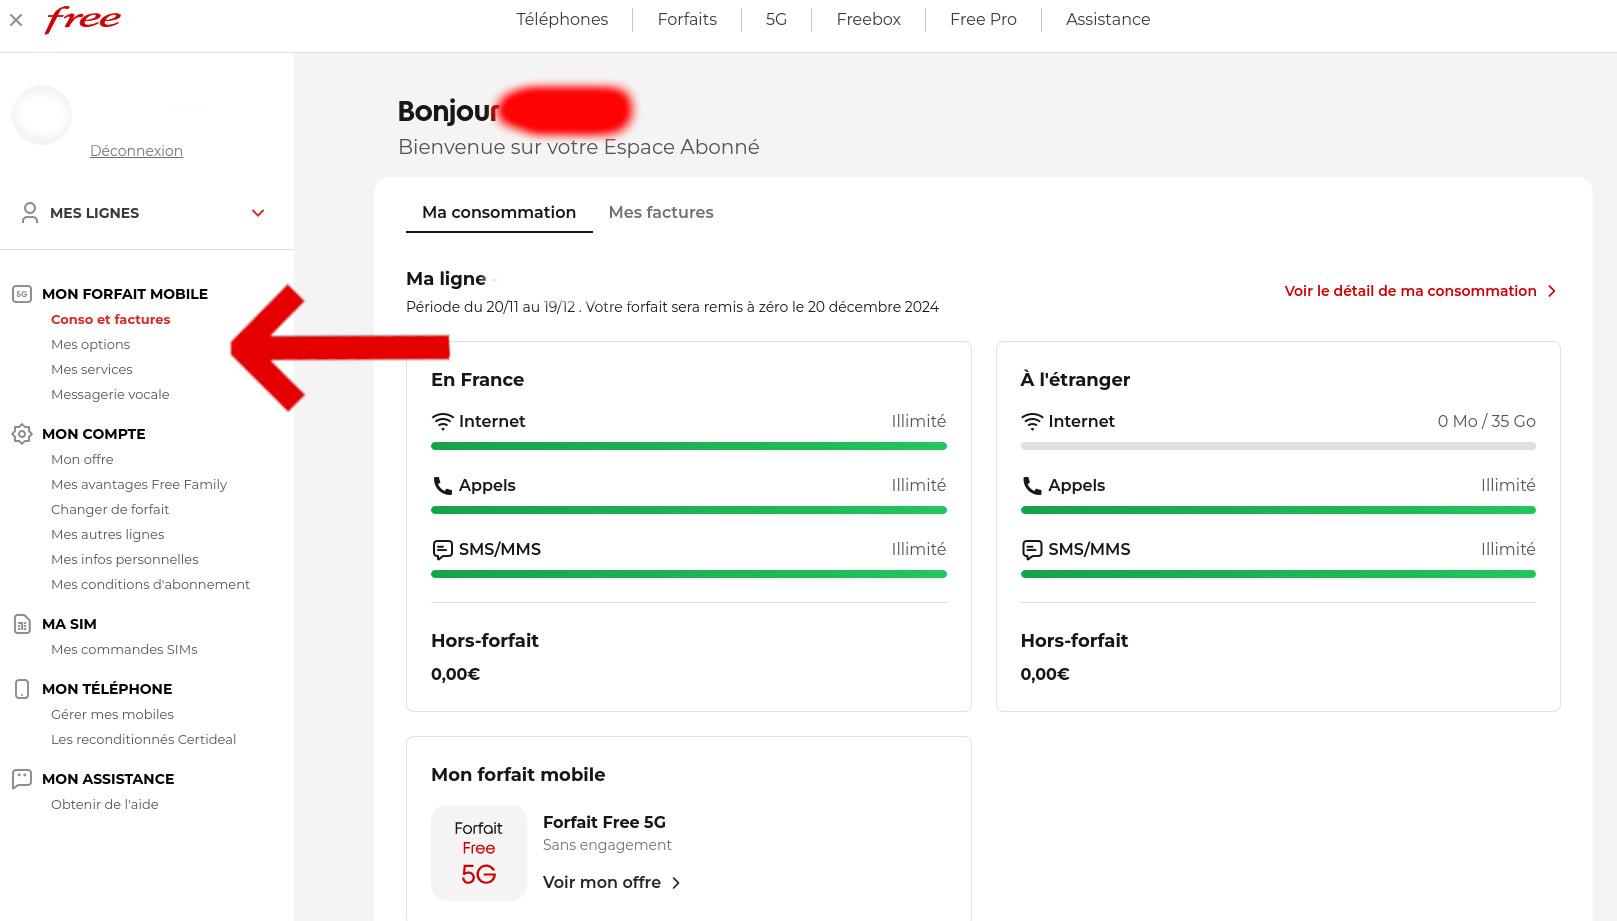 free
Téléphones
Forfaits
5G
Freebox
Free Pro
Assistance
Déconnexion
MES LIGNES
5G
MON FORFAIT MOBILE
Conso et factures
Mes options
Mes services
Messagerie vocale
MON COMPTE
Mon offre
Mes avantages Free Family
Changer de forfait
Mes autres lignes
Mes infos personnelles
Mes conditions d'abonnement
MA SIM
Mes commandes SIMs
MON TÉLÉPHONE
Gérer mes mobiles
Les reconditionnés Certideal
MON ASSISTANCE
Obtenir de l'aide
Bonjour
Bienvenue sur votre Espace Abonné
Ma consommation
Mes factures
Ma ligne -
Période du 20/11 au 19/12 . Votre forfait sera remis à zéro le 20 décembre 2024
Voir le détail de ma consommation
En France
Internet
Illimité
Appels
Illimité
SMS/MMS
Illimité
Hors-forfait
0,00€
À l'étranger
Internet
0 Mo / 35 Go
Appels
Illimité
SMS/MMS
Illimité
Hors-forfait
0,00€
Mon forfait mobile
Forfait
Free
5G
Forfait Free 5G
Sans engagement
Voir mon offre